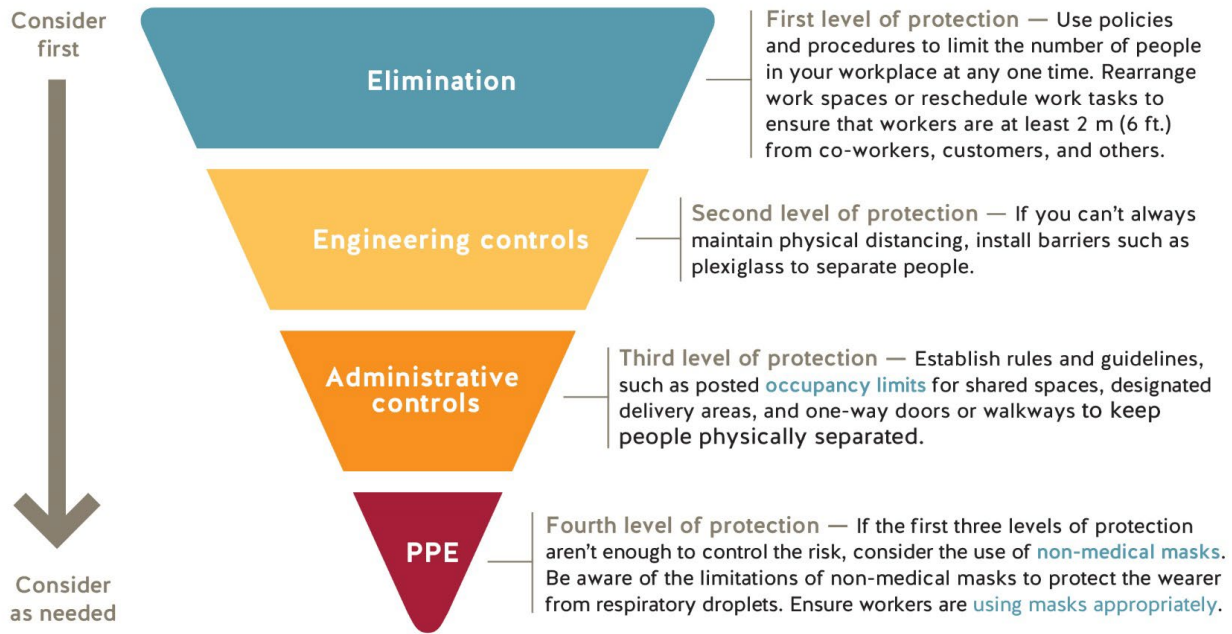 Consider
first
Elimination
First level of protection — Use policies
and procedures to limit the number of people
in your workplace at any one time. Rearrange
work spaces or reschedule work tasks to
ensure that workers are at least 2 m (6 ft.)
from co-workers, customers, and others.
Engineering controls
Second level of protection — If you can’t always
maintain physical distancing, install barriers such as
plexiglass to separate people.
Administrative
controls
Third level of protection — Establish rules and guidelines,
such as posted occupancy limits for shared spaces, designated
delivery areas, and one-way doors or walkways to keep
people physically separated.
PPE
Fourth level of protection — If the first three levels of protection
aren’t enough to control the risk, consider the use of non-medical masks.
Be aware of the limitations of non-medical masks to protect the wearer
from respiratory droplets. Ensure workers are using masks appropriately.
Consider
as needed